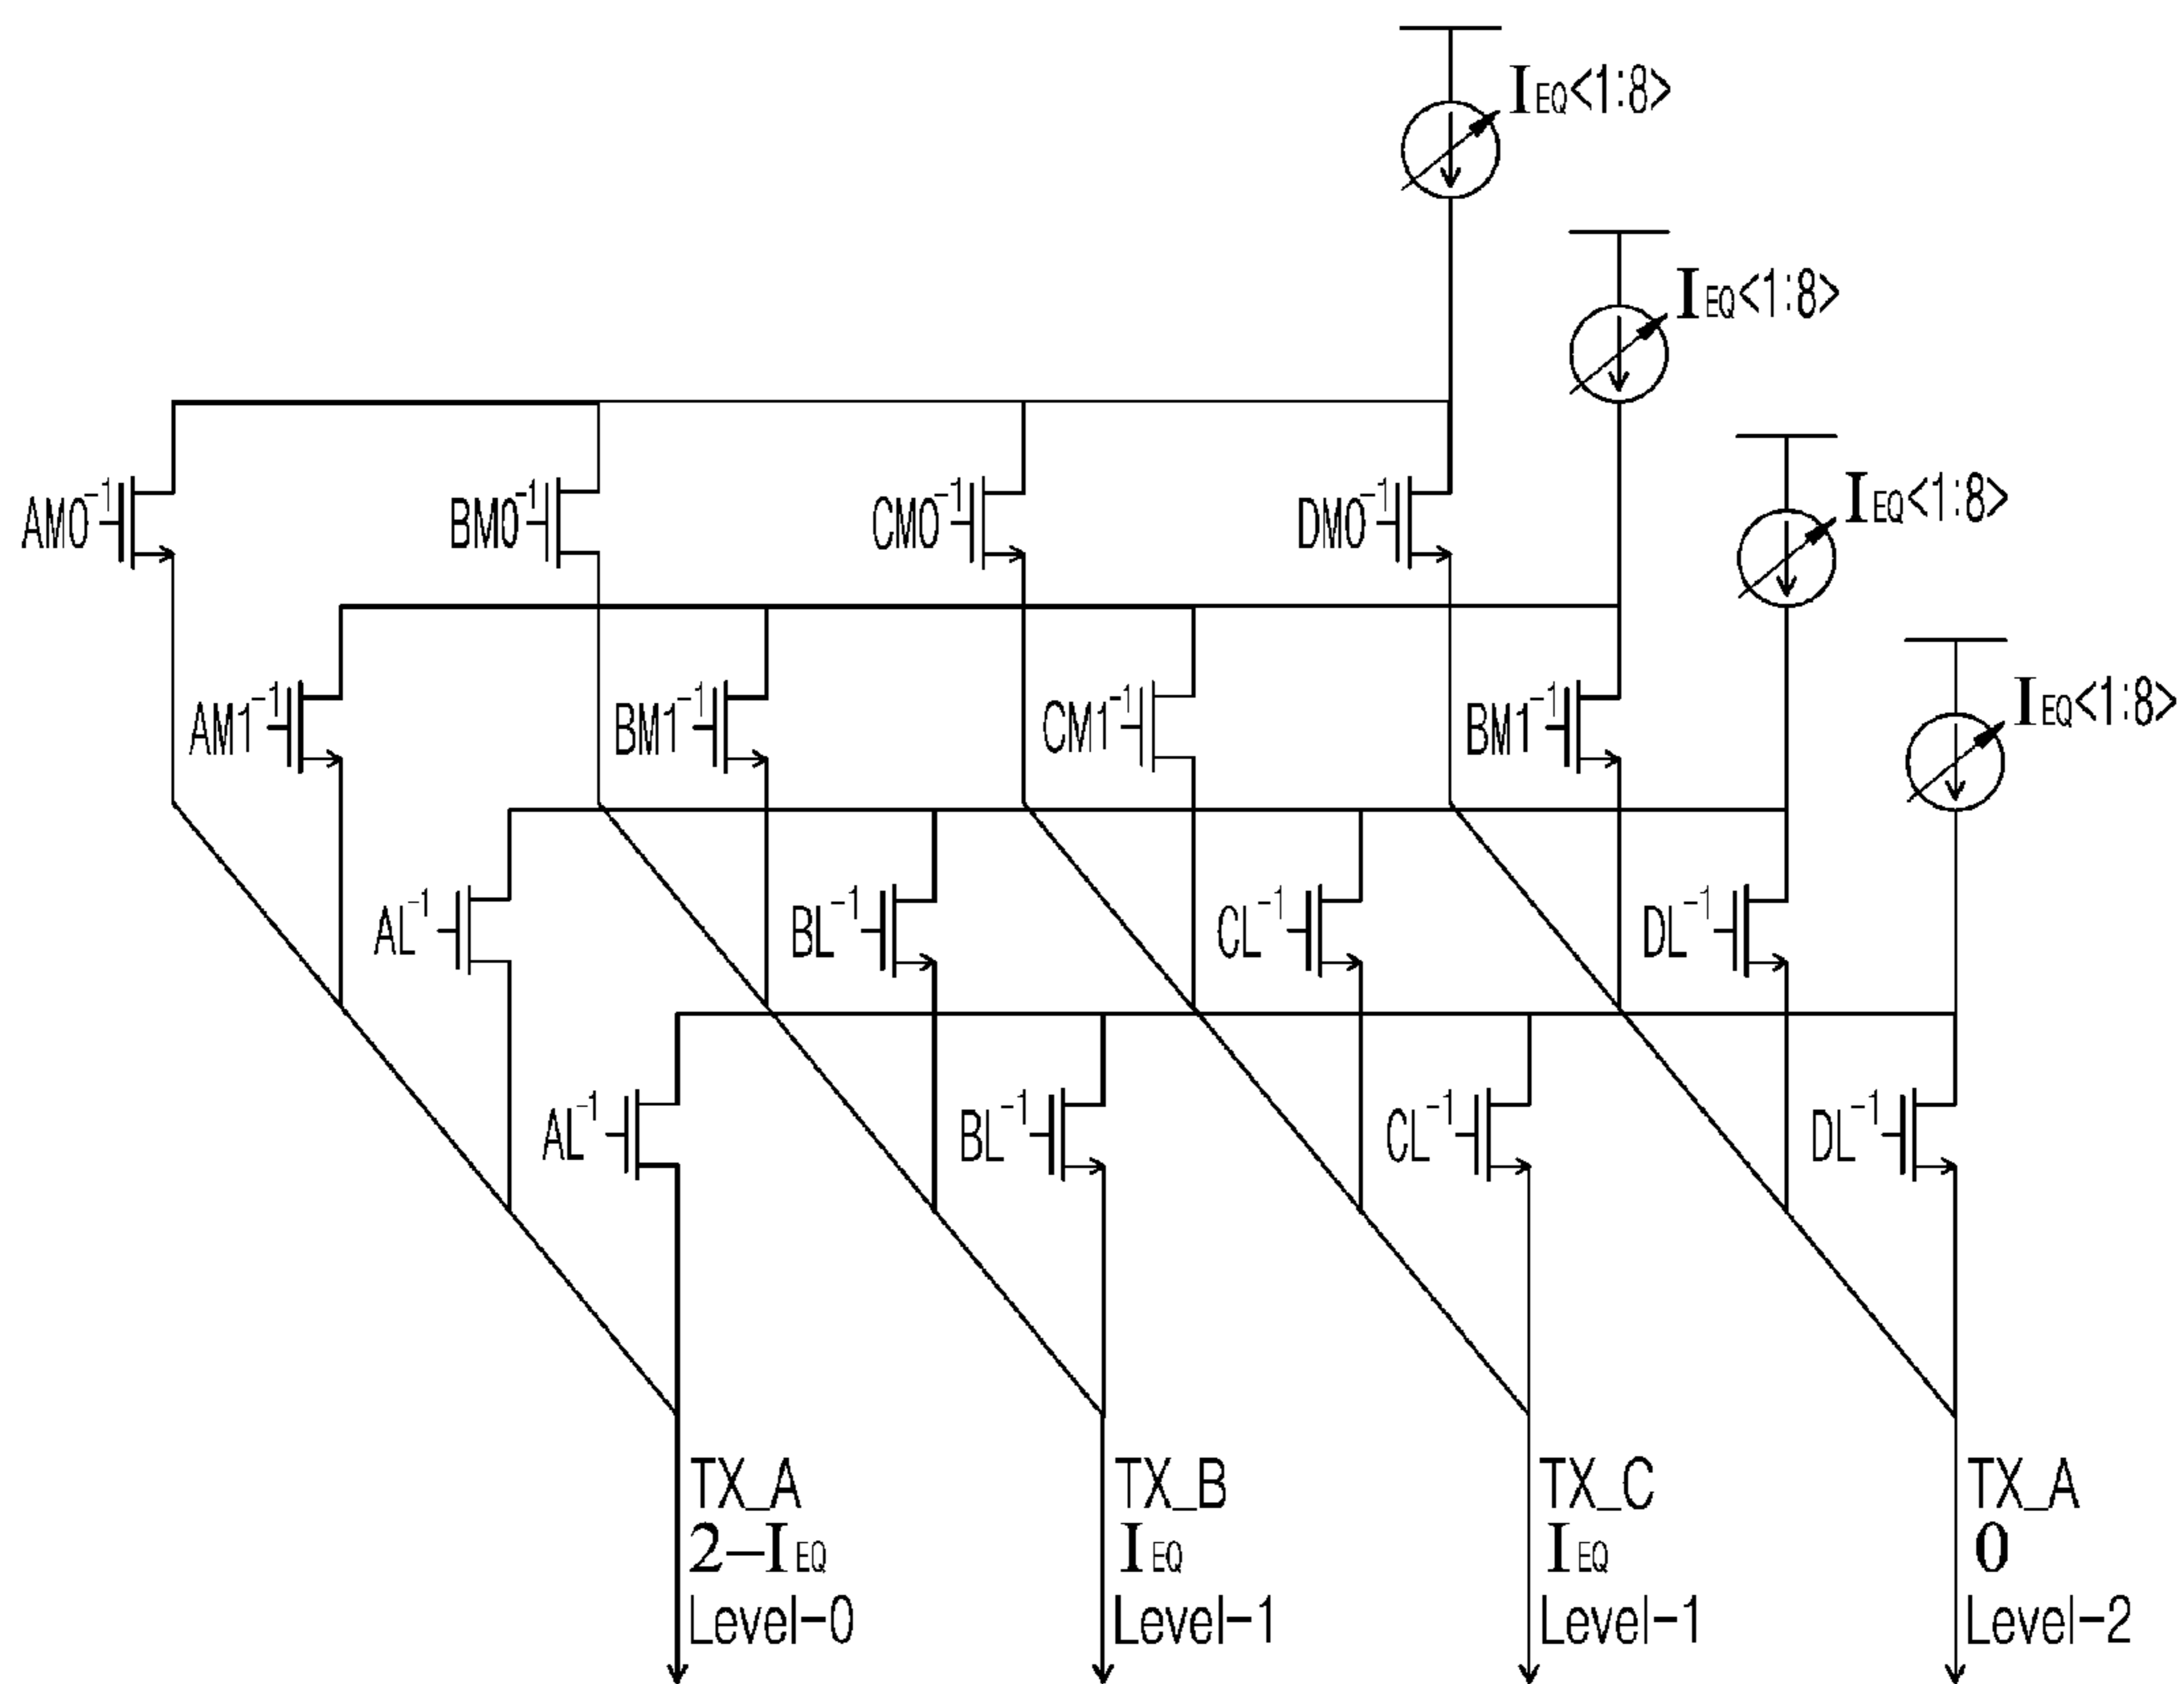 IEQ<1:8>
IEQ<1:8>
IEQ<1:8>
IEQ<1:8>
AM0⁻¹ BM0⁻¹ CM0⁻¹ DM0⁻¹
AM1⁻¹ BM1⁻¹ CM1⁻¹ BM1⁻¹
AL⁻¹ BL⁻¹ CL⁻¹ DL⁻¹
AL⁻¹ BL⁻¹ CL⁻¹ DL⁻¹
TX_A TX_B TX_C TX_A
2-IEQ IEQ IEQ 0
Level-0 Level-1 Level-1 Level-2